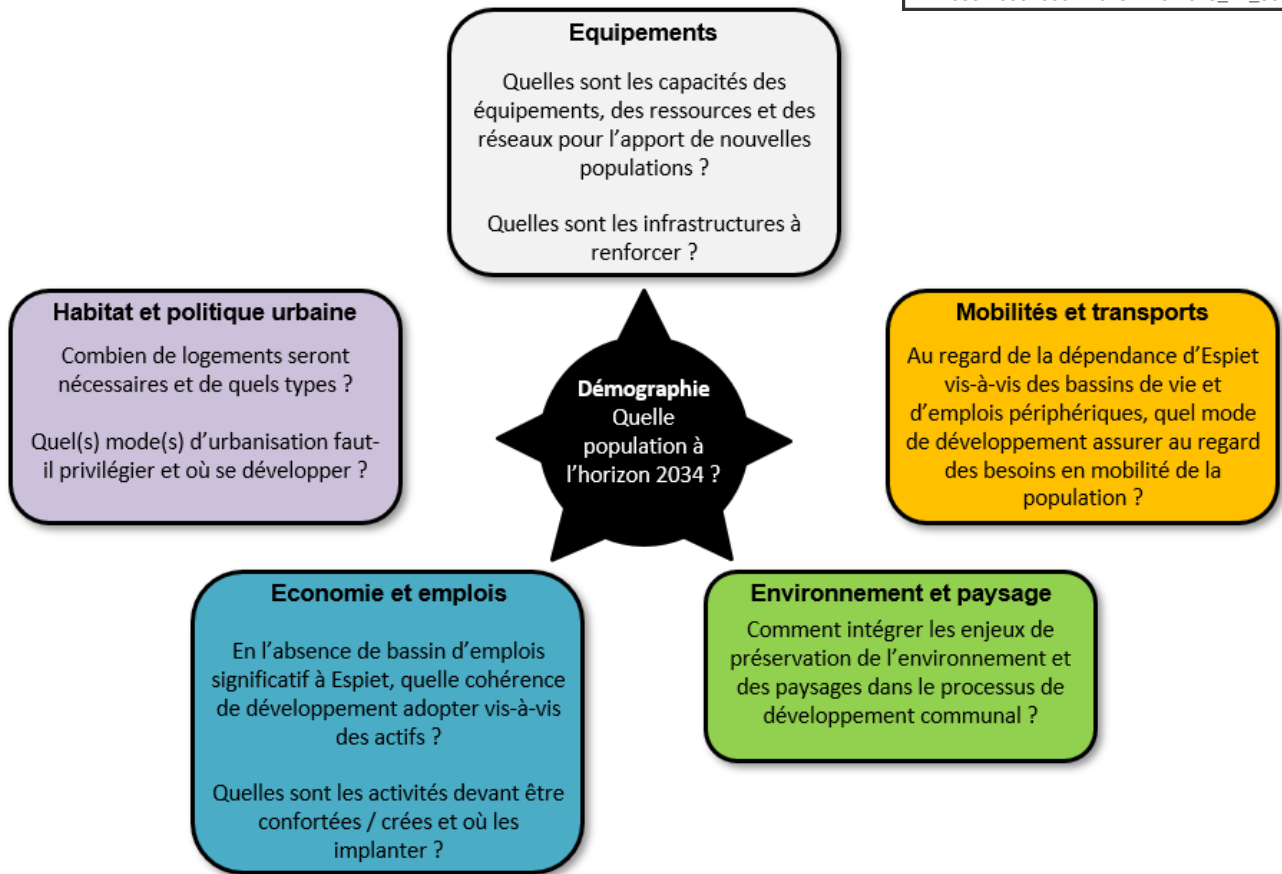 Equipements
Quelles sont les capacités des
équipements, des ressources et des
réseaux pour l’apport de nouvelles
populations ?
Quelles sont les infrastructures à
renforcer ?
Habitat et politique urbaine
Combien de logements seront
nécessaires et de quels types ?
Quel(s) mode(s) d’urbanisation faut-
il privilégier et où se développer ?
Démographie
Quelle
population à
l’horizon 2034 ?
Mobilités et transports
Au regard de la dépendance d’Espiet
vis-à-vis des bassins de vie et
d’emplois périphériques, quel mode
de développement assurer au regard
des besoins en mobilité de la
population ?
Economie et emplois
En l’absence de bassin d’emplois
significatif à Espiet, quelle cohérence
de développement adopter vis-à-vis
des actifs ?
Quelles sont les activités devant être
confortées / crées et où les
implanter ?
Environnement et paysage
Comment intégrer les enjeux de
préservation de l’environnement et
des paysages dans le processus de
développement communal ?